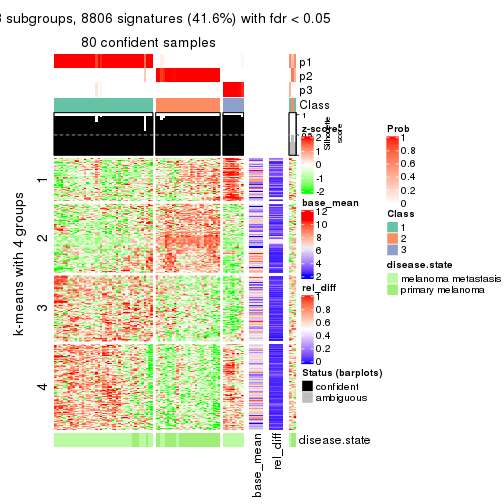 3 subgroups, 8806 signatures (41.6%) with fdr < 0.05
80 confident samples
p1
p2
p3
Class
1
Silhouette
score
k-means with 4 groups
1
2
3
4
z-score
2
1
0
-1
-2
base_mean
12
10
8
6
4
2
rel_diff
1
0.8
0.6
0.4
0.2
0
Status (barplots)
confident
ambiguous
Prob
1
0.8
0.6
0.4
0.2
0
Class
1
2
3
disease.state
melanoma metastasis
primary melanoma
disease.state
base_mean
rel_diff